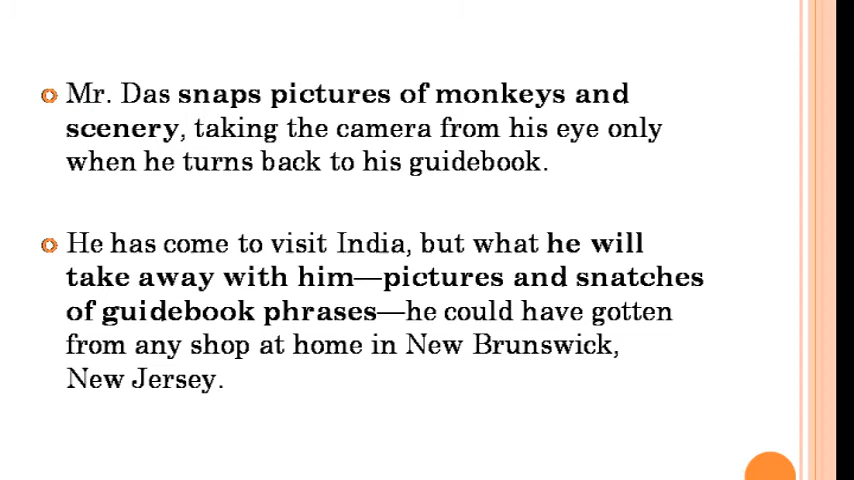 Mr. Das snaps pictures of monkeys and
scenery, taking the camera from his eye only
when he turns back to his guidebook.
He has come to visit India, but what he will
take away with him—pictures and snatches
of guidebook phrases—he could have gotten
from any shop at home in New Brunswick,
New Jersey.